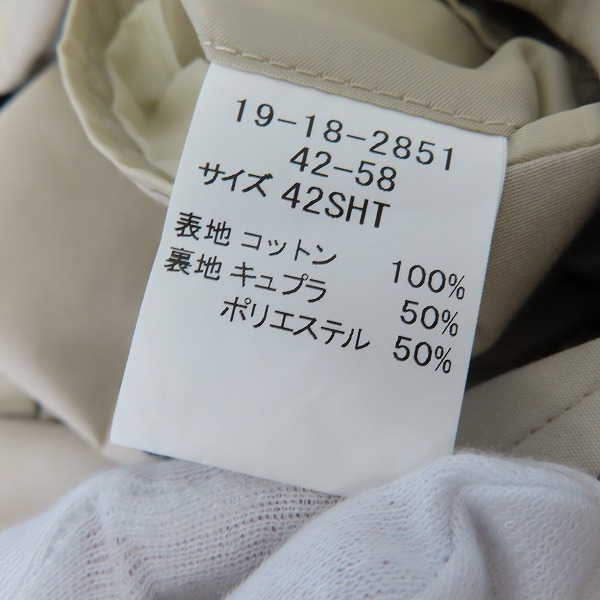 19-18-2851
42-58
サイズ 42SHT
表地 コットン 100%
裏地 キュプラ 50%
ポリエステル 50%